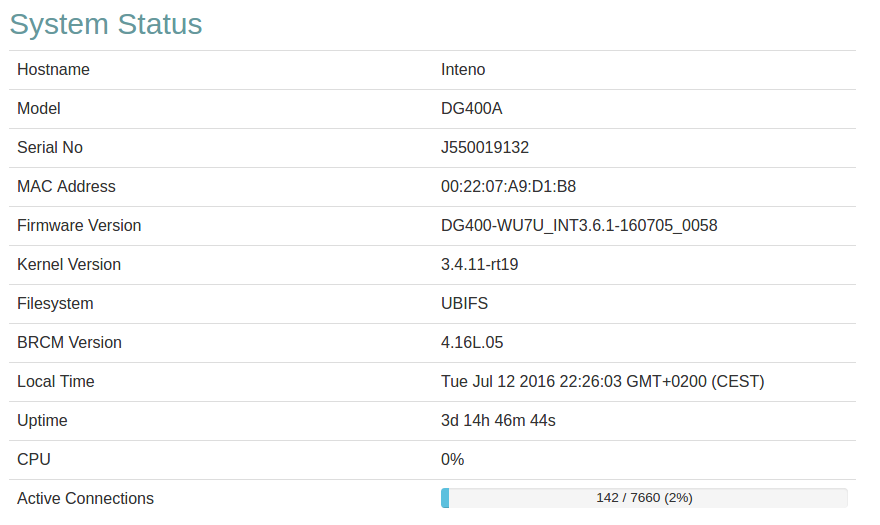 System Status
Hostname Inteno
Model DG400A
Serial No J550019132
MAC Address 00:22:07:A9:D1:B8
Firmware Version DG400-WU7U_INT3.6.1-160705_0058
Kernel Version 3.4.11-rt19
Filesystem UBIFS
BRCM Version 4.16L.05
Local Time Tue Jul 12 2016 22:26:03 GMT+0200 (CEST)
Uptime 3d 14h 46m 44s
CPU 0%
Active Connections 142 / 7660 (2%)